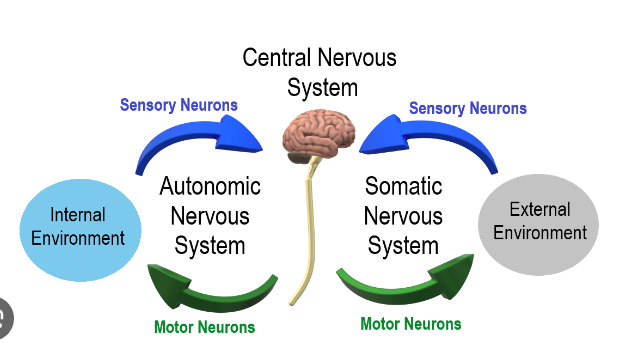 Central Nervous
System
Sensory Neurons
Sensory Neurons
Autonomic
Nervous
System
Somatic
Nervous
System
Internal
Environment
External
Environment
Motor Neurons
Motor Neurons